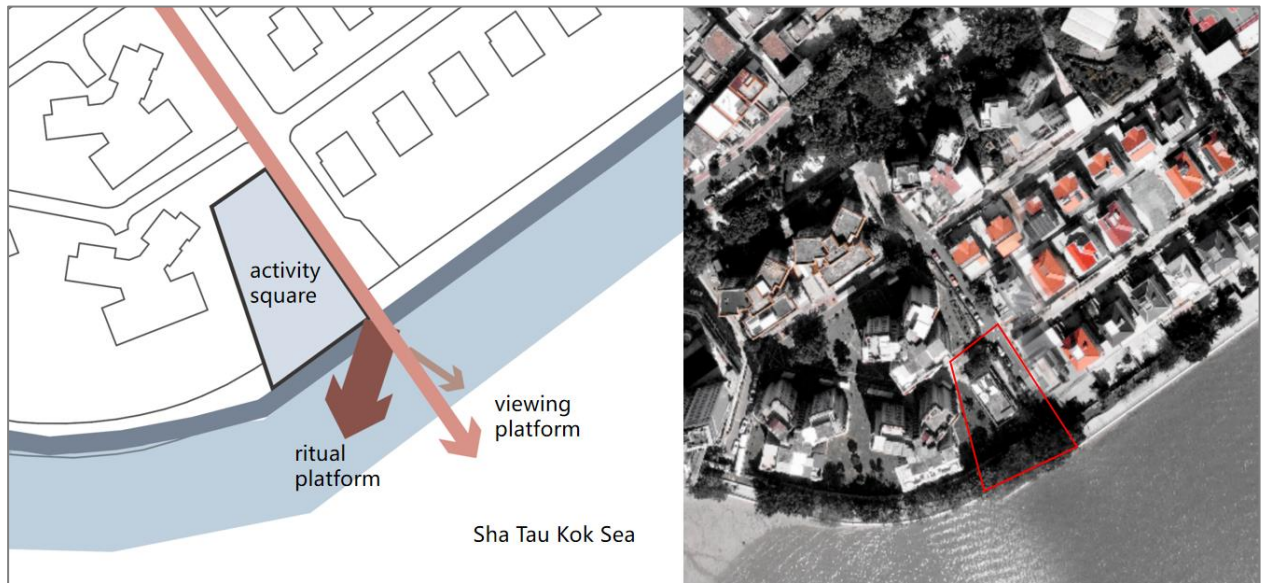 activity
square
viewing
platform
ritual
platform
Sha Tau Kok Sea